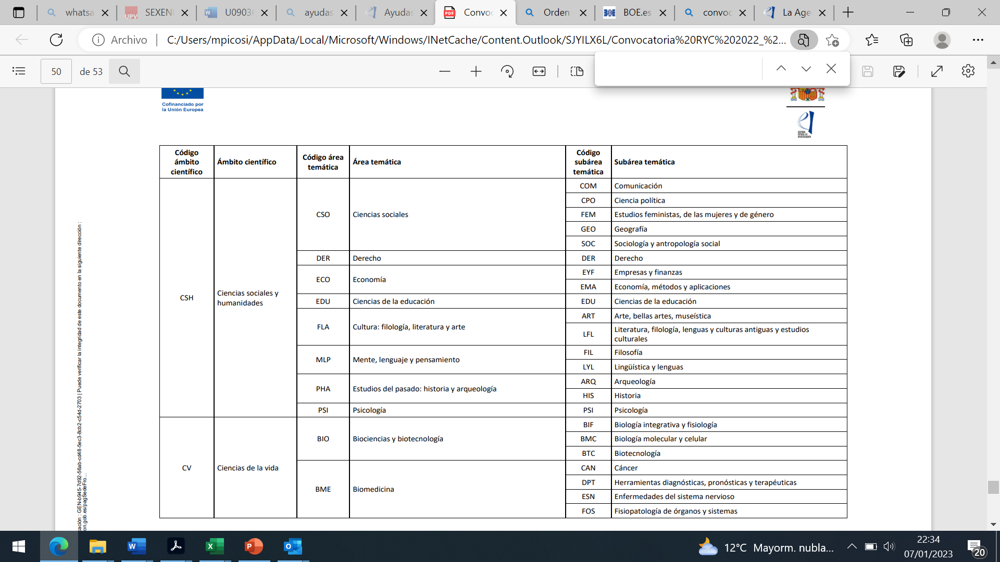 whatsa
SEXEN
U0903
ayudas
Ayudas
Convoc
Orden
BOE.es
convoc
La Age
Archivo
C:/Users/mpicosi/AppData/Local/Microsoft/Windows/INetCache/Content.Outlook/SJYILX6L/Convocatoria%20RYC%202022_%2...
50 de 53
Cofinanciado por
la Unión Europea
AGENCIA
ESTATAL DE
INVESTIGACIÓN
Código ámbito científico	Ámbito científico	Código área temática	Área temática	Código subárea temática	Subárea temática
COM	Comunicación
CPO	Ciencia política
CSO	Ciencias sociales	FEM	Estudios feministas, de las mujeres y de género
GEO	Geografía
SOC	Sociología y antropología social
DER	Derecho	DER	Derecho
EYF	Empresas y finanzas
ECO	Economía
EMA	Economía, métodos y aplicaciones
CSH	Ciencias sociales y humanidades
EDU	Ciencias de la educación	EDU	Ciencias de la educación
ART	Arte, bellas artes, museística
FLA	Cultura: filología, literatura y arte
LFL	Literatura, filología, lenguas y culturas antiguas y estudios culturales
FIL	Filosofía
MLP	Mente, lenguaje y pensamiento
LYL	Lingüística y lenguas
ARQ	Arqueología
PHA	Estudios del pasado: historia y arqueología
HIS	Historia
PSI	Psicología	PSI	Psicología
BIF	Biología integrativa y fisiología
BIO	Biociencias y biotecnología	BMC	Biología molecular y celular
BTC	Biotecnología
CV	Ciencias de la vida	CAN	Cáncer
DPT	Herramientas diagnósticas, pronósticas y terapéuticas
BME	Biomedicina
ESN	Enfermedades del sistema nervioso
FOS	Fisiopatología de órganos y sistemas
cación : GEN-b945-7d92-56ab-cd48-5ec3-8cb2-c54d-2703 | Puede verificar la integridad de este documento en la siguiente dirección :
on.gob.es/pagSedeFro...
12°C Mayorm. nubla...
22:34
07/01/2023
20